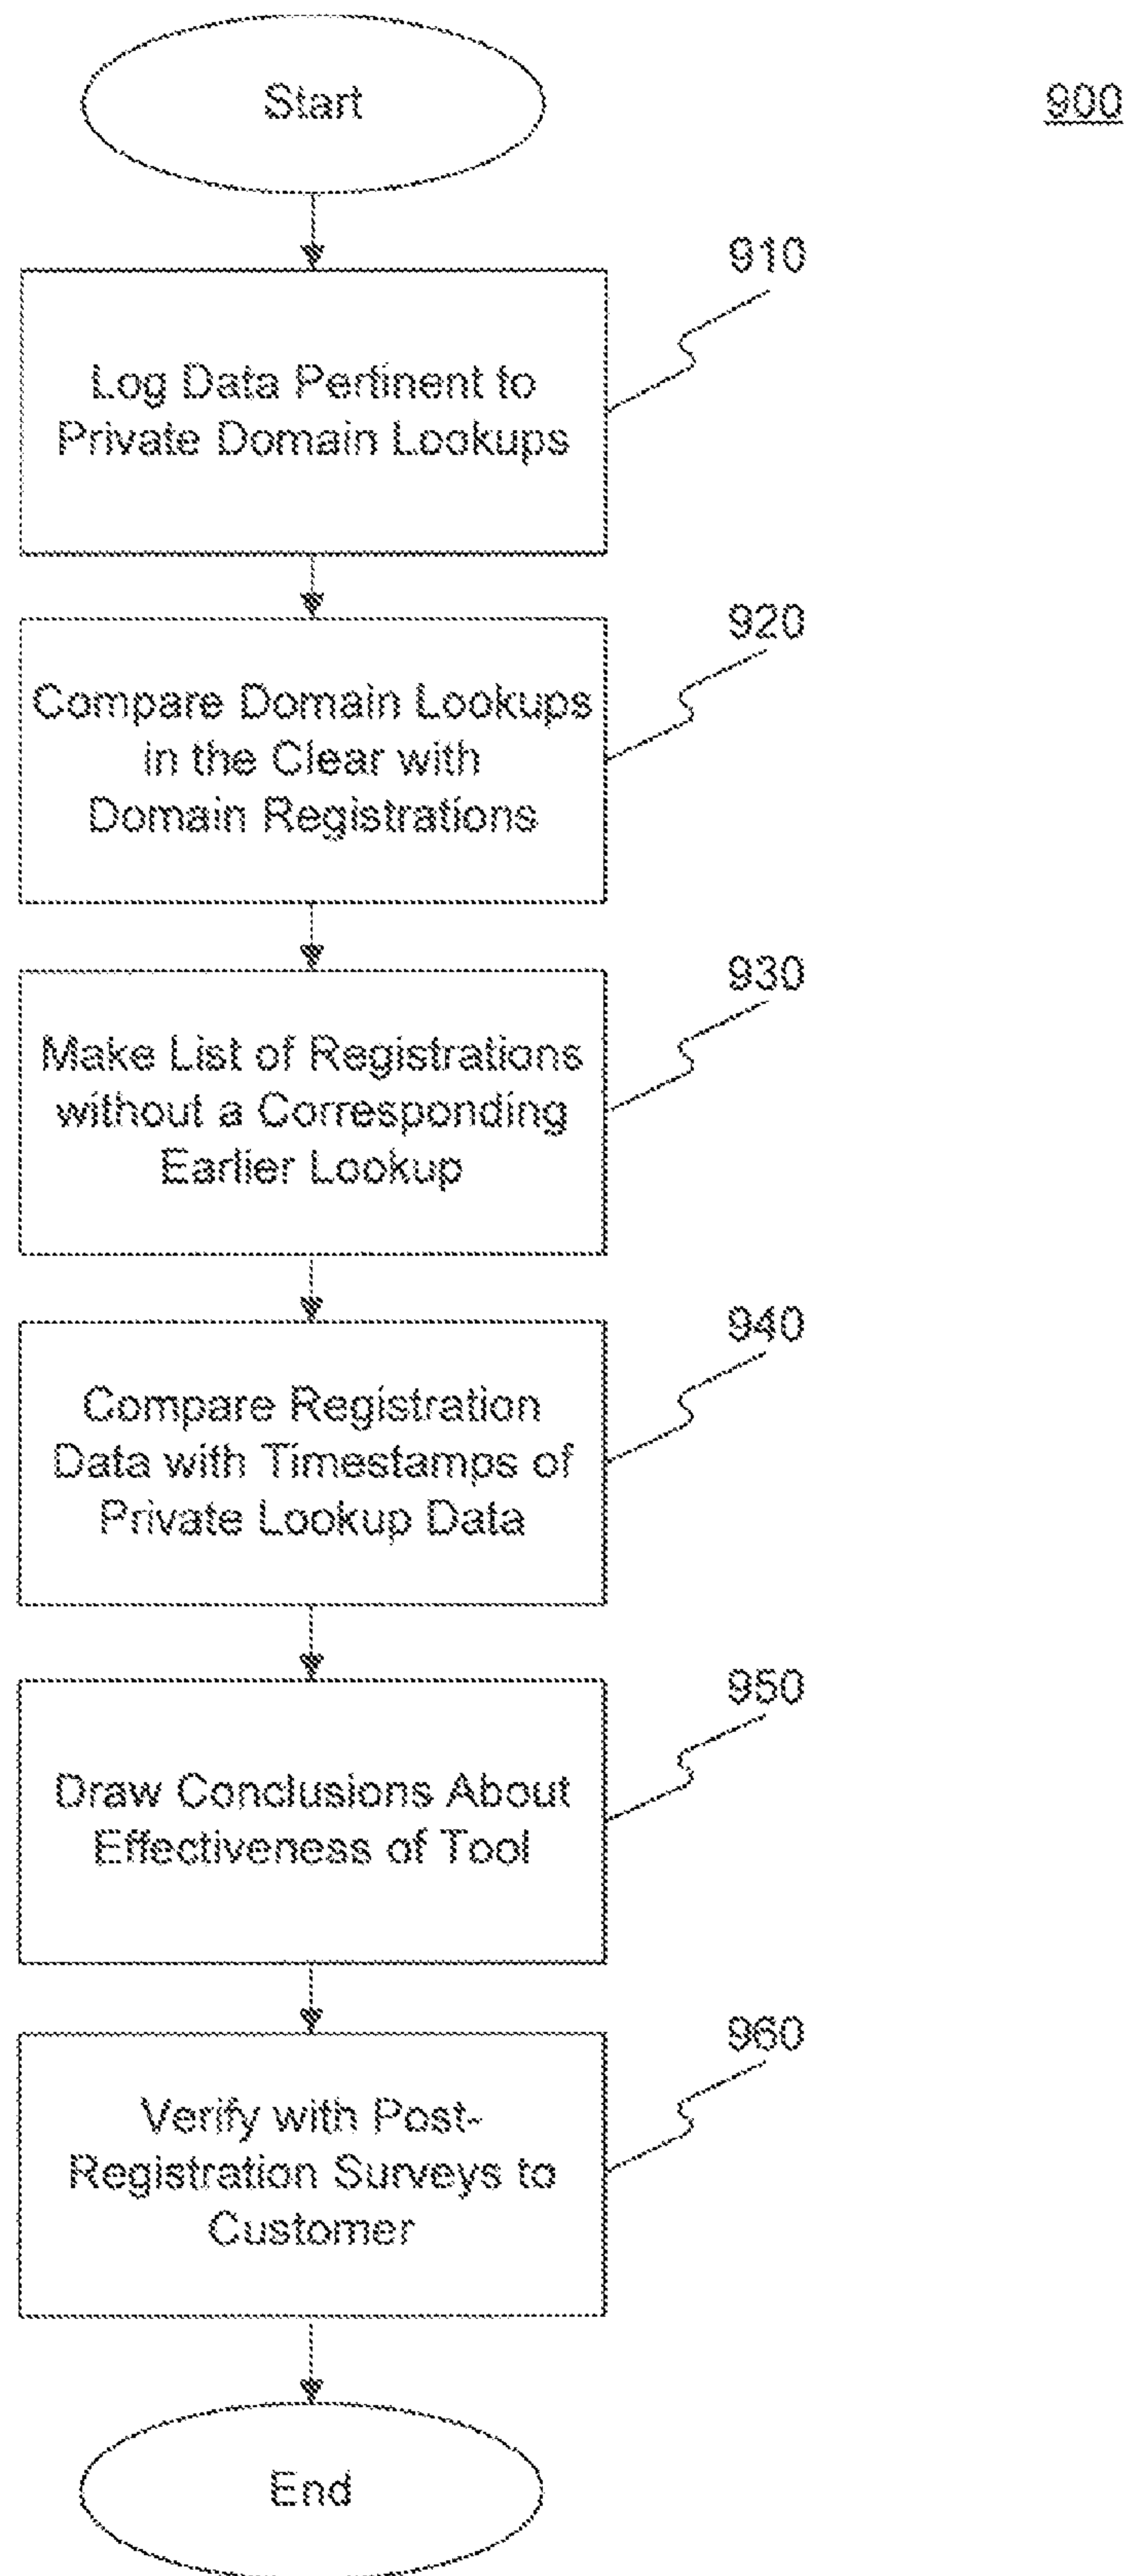 Start
900
910
Log Data Pertinent to
Private Domain Lookups
920
Compare Domain Lookups
in the Clear with
Domain Registrations
930
Make List of Registrations
without a Corresponding
Earlier Lookup
940
Compare Registration
Data with Timestamps of
Private Lookup Data
950
Draw Conclusions About
Effectiveness of Tool
960
Verify with Post-
Registration Surveys to
Customer
End